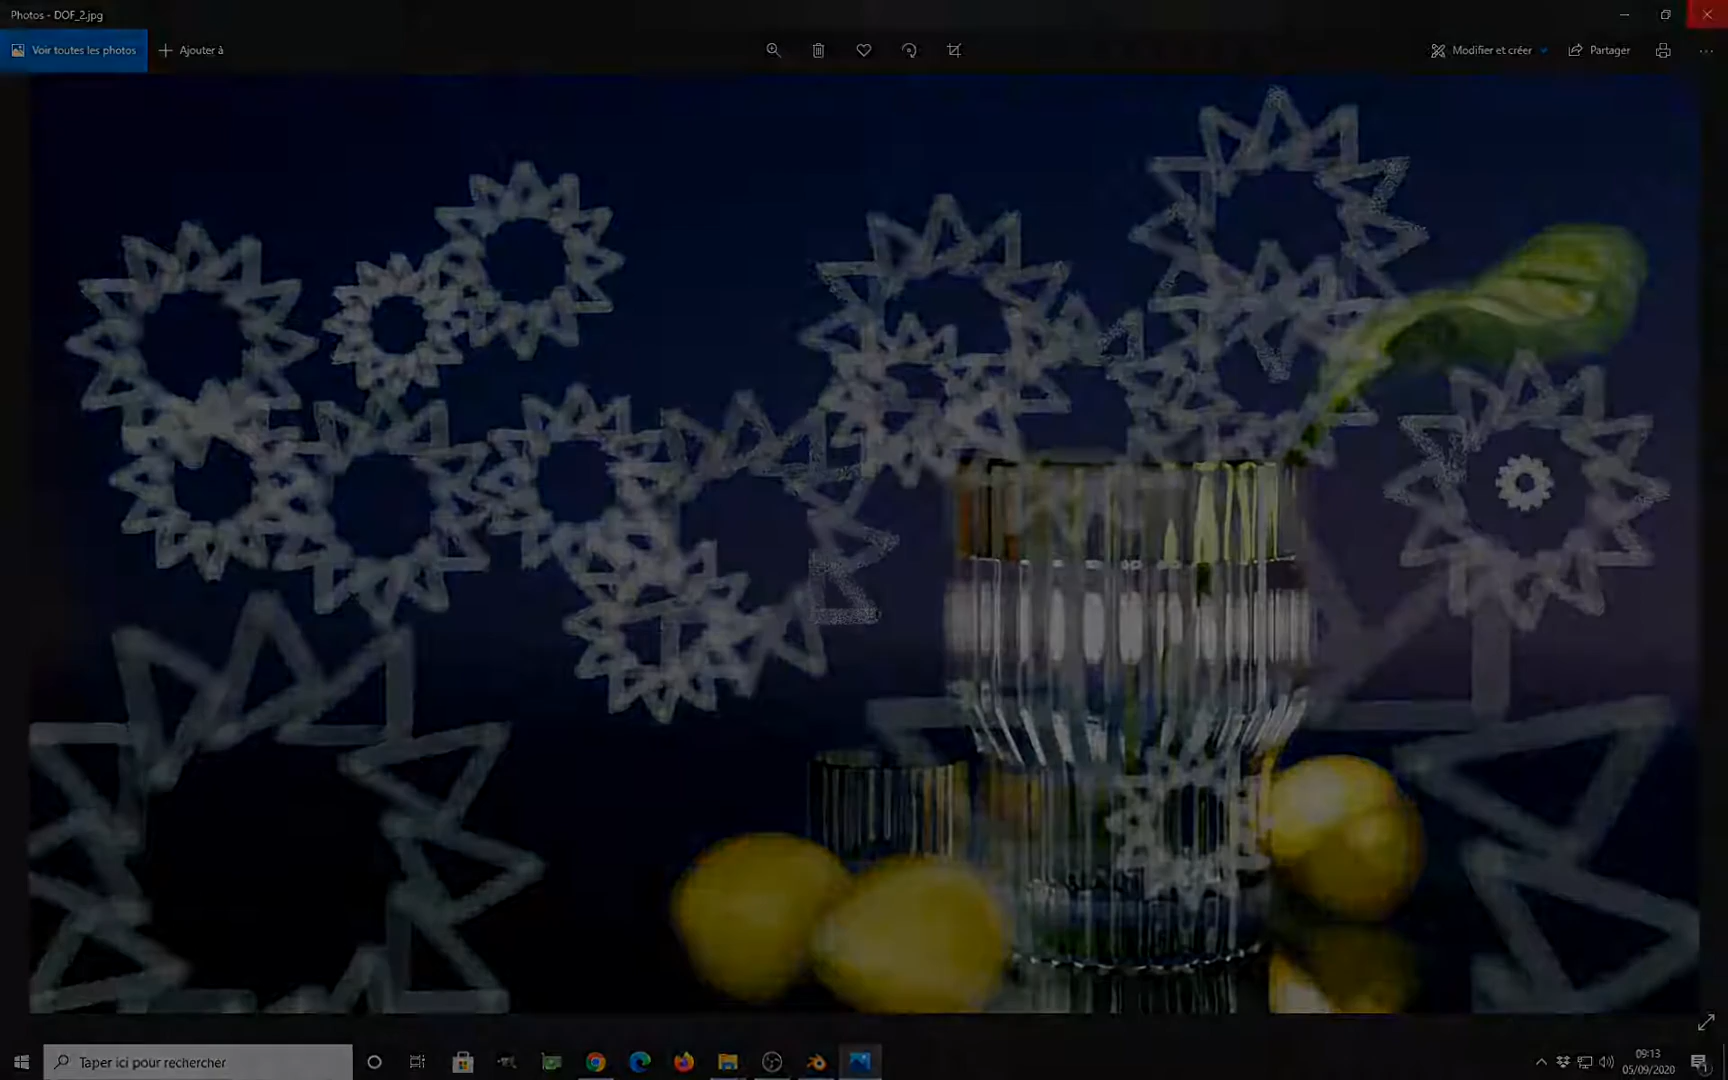 Photos - DOF_2.jpg
Voir toutes les photos
Ajouter à
Modifier et créer
Partager
Taper ici pour rechercher
09:13
05/09/2020